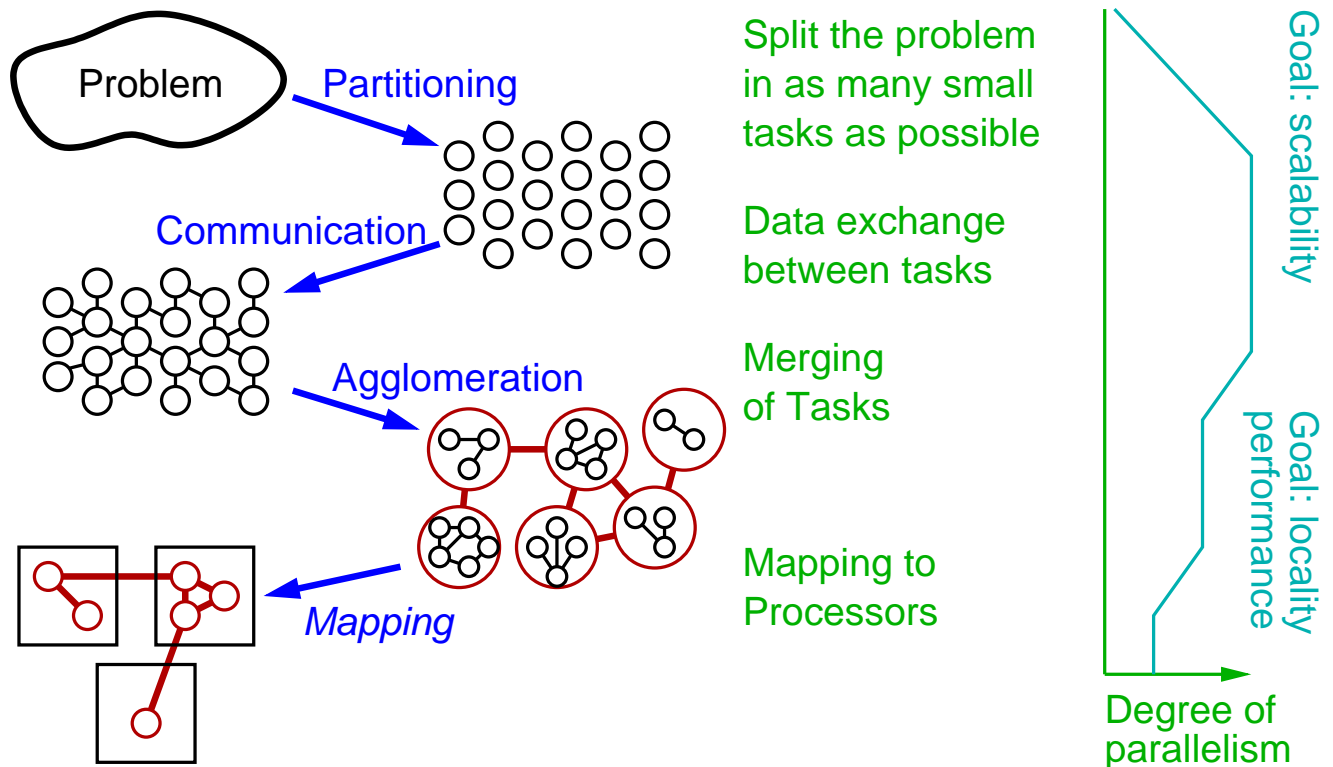 Problem
Partitioning
Split the problem
in as many small
tasks as possible
Communication
Data exchange
between tasks
Agglomeration
Merging
of Tasks
Mapping
Mapping to
Processors
Goal: scalability
Goal: locality
performance
Degree of
parallelism